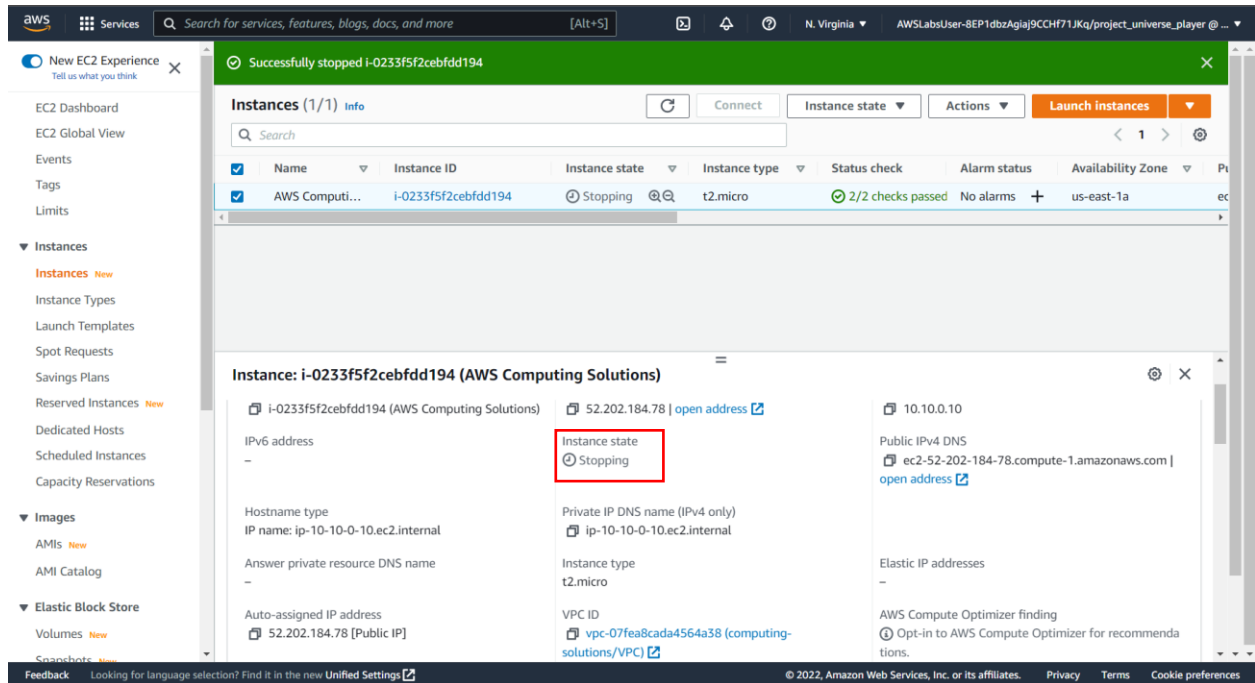 aws Services Search for services, features, blogs, docs, and more [Alt+S] N. Virginia ▼ AWSLabsUser-8EP1dbzAgiaj9CCHf71JKq/project_universe_player @ ... ▼
New EC2 Experience
Tell us what you think
EC2 Dashboard
EC2 Global View
Events
Tags
Limits
Instances
Instances New
Instance Types
Launch Templates
Spot Requests
Savings Plans
Reserved Instances New
Dedicated Hosts
Scheduled Instances
Capacity Reservations
Images
AMIs New
AMI Catalog
Elastic Block Store
Volumes New
Snapshots New
Successfully stopped i-0233f5f2cebfdd194
Instances (1/1) Info Connect Instance state ▼ Actions ▼ Launch instances ▼
Search
< 1 >
Name Instance ID Instance state Instance type Status check Alarm status Availability Zone Pu
AWS Computi... i-0233f5f2cebfdd194 Stopping t2.micro 2/2 checks passed No alarms + us-east-1a ec
Instance: i-0233f5f2cebfdd194 (AWS Computing Solutions)
i-0233f5f2cebfdd194 (AWS Computing Solutions) 52.202.184.78 | open address 10.10.0.10
IPv6 address Instance state Public IPv4 DNS
– Stopping ec2-52-202-184-78.compute-1.amazonaws.com |
open address
Hostname type Private IP DNS name (IPv4 only)
IP name: ip-10-10-0-10.ec2.internal ip-10-10-0-10.ec2.internal
Answer private resource DNS name Instance type Elastic IP addresses
– t2.micro –
Auto-assigned IP address VPC ID AWS Compute Optimizer finding
52.202.184.78 [Public IP] vpc-07fea8cada4564a38 (computing- Opt-in to AWS Compute Optimizer for recommenda
solutions/VPC) tions.
Feedback Looking for language selection? Find it in the new Unified Settings © 2022, Amazon Web Services, Inc. or its affiliates. Privacy Terms Cookie preferences